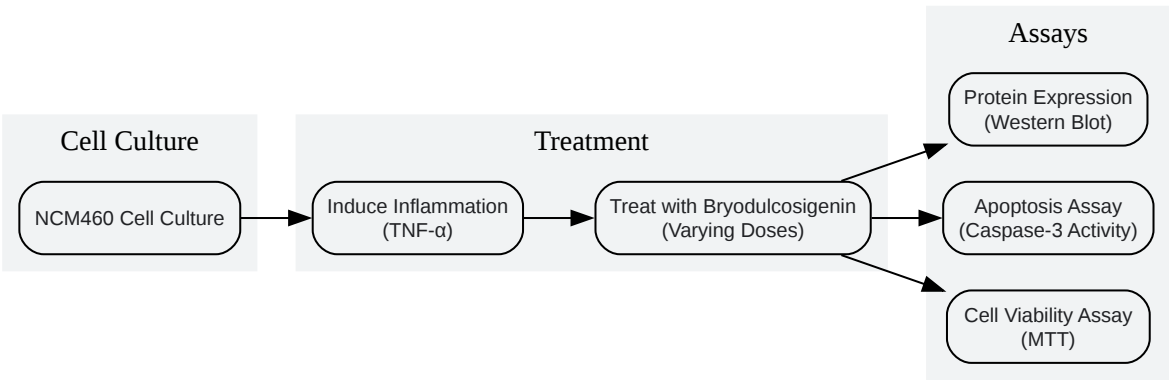 Cell Culture
NCM460 Cell Culture
Treatment
Induce Inflammation
(TNF-α)
Treat with Bryodulcosigenin
(Varying Doses)
Assays
Protein Expression
(Western Blot)
Apoptosis Assay
(Caspase-3 Activity)
Cell Viability Assay
(MTT)